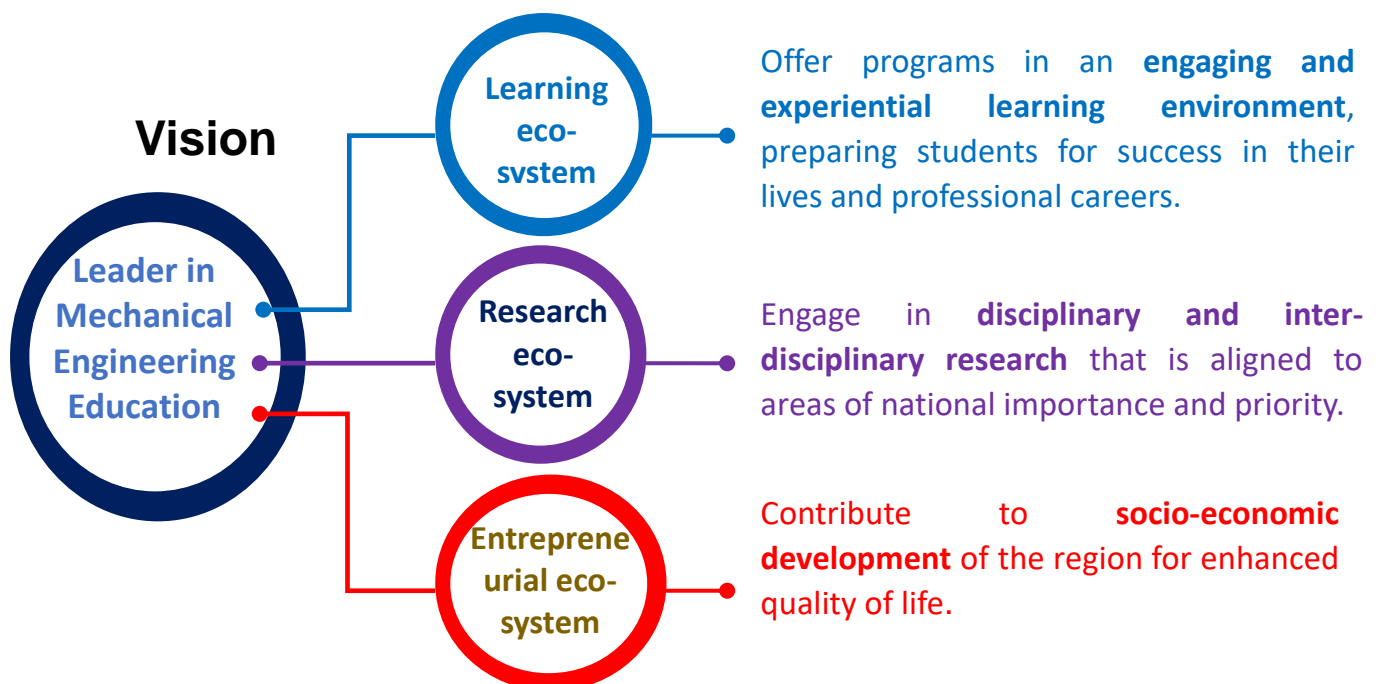 Vision
Leader in
Mechanical
Engineering
Education
Learning
eco-
system
Offer programs in an engaging and
experiential learning environment,
preparing students for success in their
lives and professional careers.
Research
eco-
system
Engage in disciplinary and inter-
disciplinary research that is aligned to
areas of national importance and priority.
Entreprene
urial eco-
system
Contribute to socio-economic
development of the region for enhanced
quality of life.